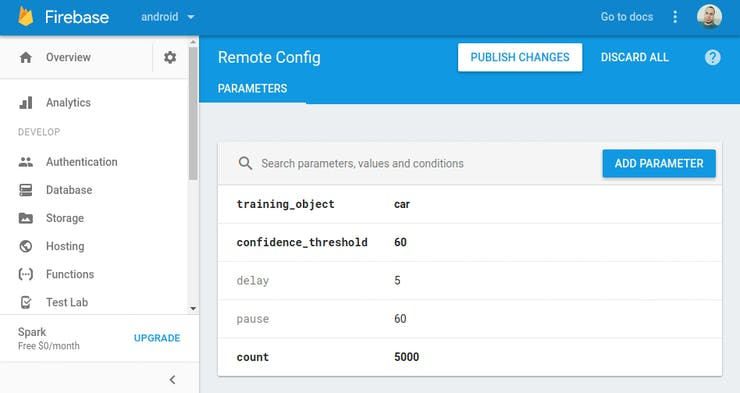 Firebase
android
Go to docs
Overview
Analytics
DEVELOP
Authentication
Database
Storage
Hosting
Functions
Test Lab
Spark
Free $0/month
UPGRADE
Remote Config
PUBLISH CHANGES
DISCARD ALL
?
PARAMETERS
Search parameters, values and conditions
ADD PARAMETER
training_object car
confidence_threshold 60
delay 5
pause 60
count 5000